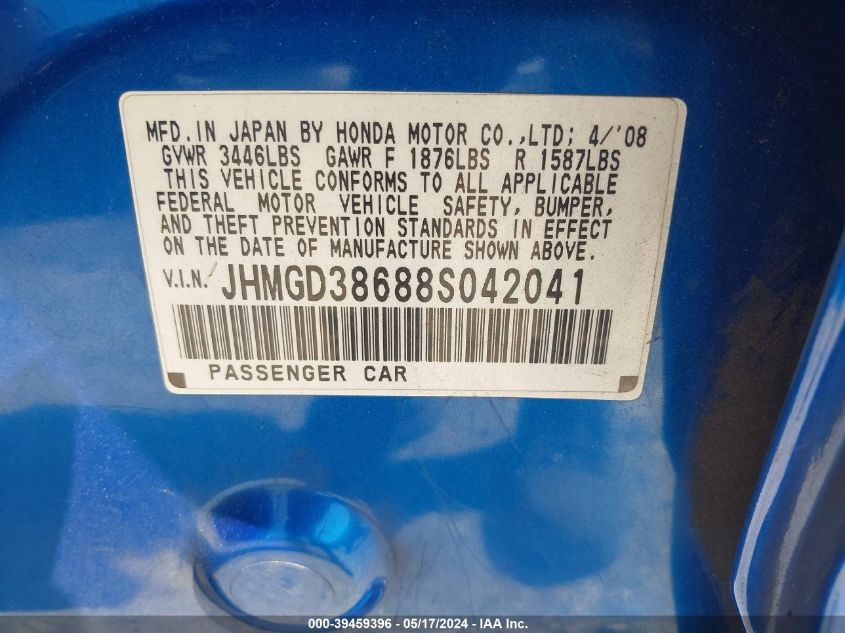 MFD.IN JAPAN BY HONDA MOTOR CO.,LTD; 4/'08
GVWR 3446LBS GAWR F 1876LBS R 1587LBS
THIS VEHICLE CONFORMS TO ALL APPLICABLE
FEDERAL MOTOR VEHICLE SAFETY, BUMPER,
AND THEFT PREVENTION STANDARDS IN EFFECT
ON THE DATE OF MANUFACTURE SHOWN ABOVE.
V.I.N. JHMGD38688S042041
PASSENGER CAR
000-39459396 - 05/17/2024 - IAA Inc.